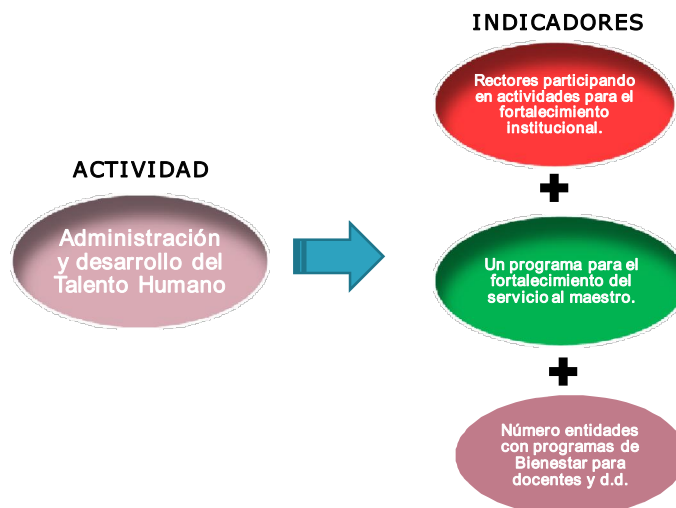 INDICADORES
Rectores participando
en actividades para el
fortalecimiento
institucional.
ACTIVIDAD
Administración
y desarrollo del
Talento Humano
Un programa para el
fortalecimiento del
servicio al maestro.
Número entidades
con programas de
Bienestar para
docentes y d.d.